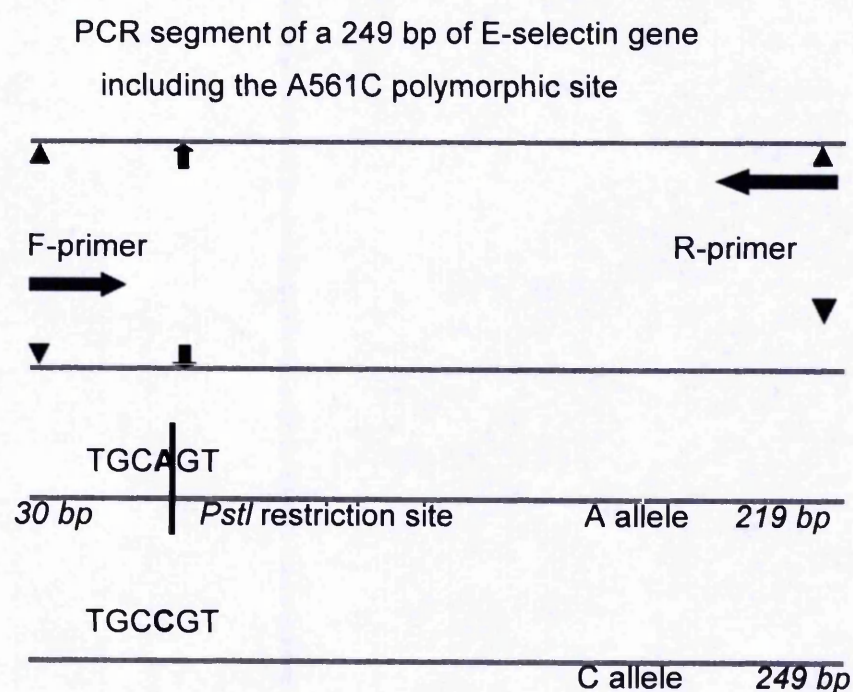 PCR segment of a 249 bp of E-selectin gene
including the A561C polymorphic site
F-primer R-primer
TGCAGT
30 bp PstI restriction site A allele 219 bp
TGCCGT
C allele 249 bp